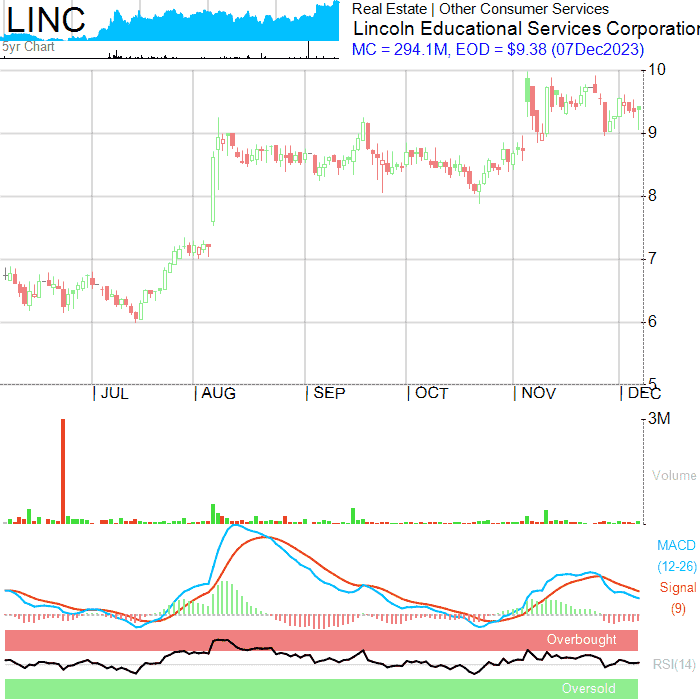 LINC
5yr Chart
Real Estate | Other Consumer Services
Lincoln Educational Services Corporation
MC = 294.1M, EOD = $9.38 (07Dec2023)
10
9
8
7
6
5
JUL
AUG
SEP
OCT
NOV
DEC
3M
Volume
MACD
(12-26)
Signal
(9)
Overbought
RSI(14)
Oversold